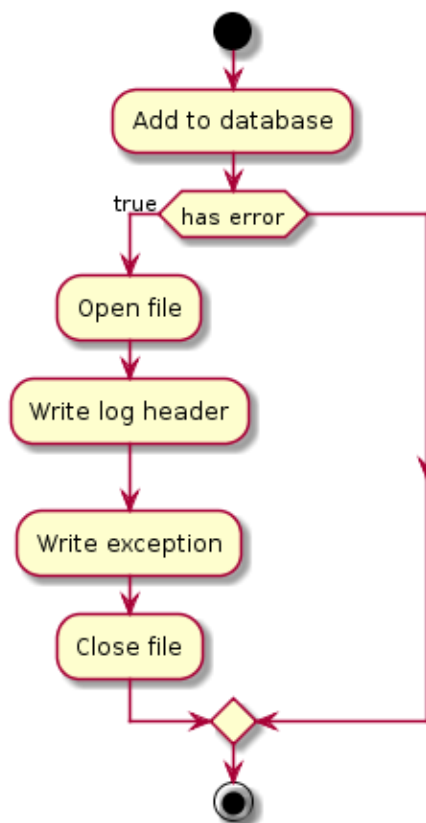 Add to database
true
has error
Open file
Write log header
Write exception
Close file